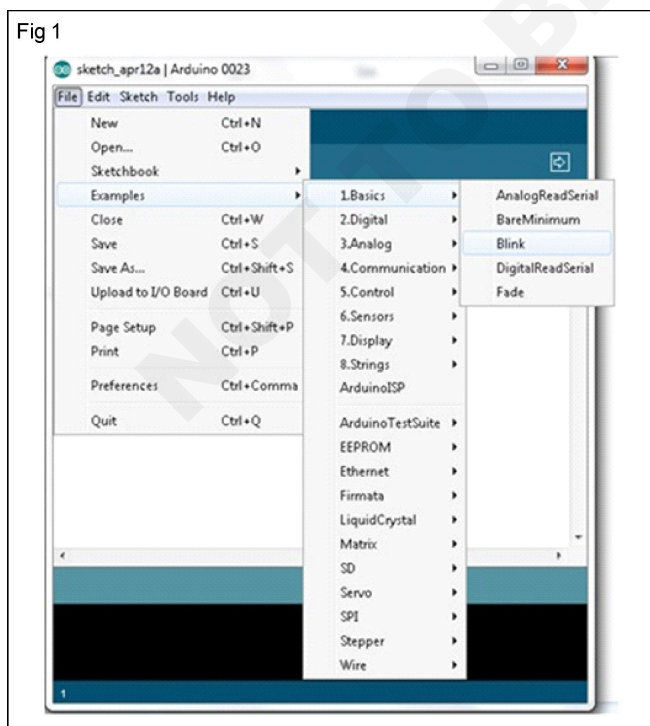 Fig 1
sketch_apr12a | Arduino 0023
File Edit Sketch Tools Help
New Ctrl+N
Open... Ctrl+O
Sketchbook
Examples
Close Ctrl+W
Save Ctrl+S
Save As... Ctrl+Shift+S
Upload to I/O Board Ctrl+U
Page Setup Ctrl+Shift+P
Print Ctrl+P
Preferences Ctrl+Comma
Quit Ctrl+Q
1.Basics
2.Digital
3.Analog
4.Communication
5.Control
6.Sensors
7.Display
8.Strings
ArduinoISP
ArduinoTestSuite
EEPROM
Ethernet
Firmata
LiquidCrystal
Matrix
SD
Servo
SPI
Stepper
Wire
AnalogReadSerial
BareMinimum
Blink
DigitalReadSerial
Fade
1
NOT TO B